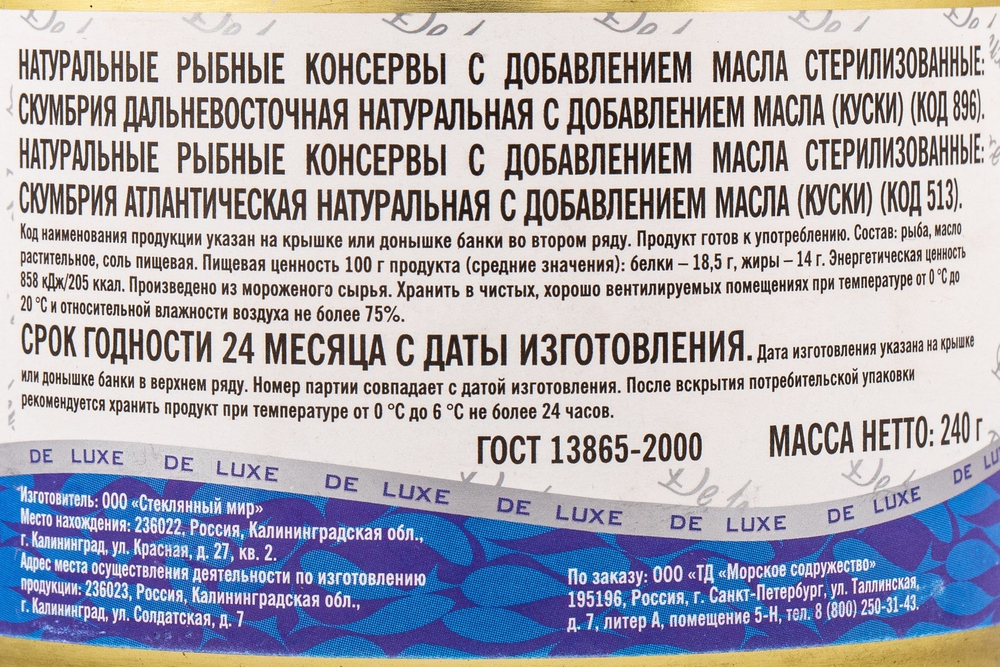 НАТУРАЛЬНЫЕ РЫБНЫЕ КОНСЕРВЫ С ДОБАВЛЕНИЕМ МАСЛА СТЕРИЛИЗОВАННЫЕ:
СКУМБРИЯ ДАЛЬНЕВОСТОЧНАЯ НАТУРАЛЬНАЯ С ДОБАВЛЕНИЕМ МАСЛА (КУСКИ) (КОД 896).
НАТУРАЛЬНЫЕ РЫБНЫЕ КОНСЕРВЫ С ДОБАВЛЕНИЕМ МАСЛА СТЕРИЛИЗОВАННЫЕ:
СКУМБРИЯ АТЛАНТИЧЕСКАЯ НАТУРАЛЬНАЯ С ДОБАВЛЕНИЕМ МАСЛА (КУСКИ) (КОД 513).
Код наименования продукции указан на крышке или донышке банки во втором ряду. Продукт готов к употреблению. Состав: рыба, масло
растительное, соль пищевая. Пищевая ценность 100 г продукта (средние значения): белки – 18,5 г, жиры – 14 г. Энергетическая ценность
858 кДж/205 ккал. Произведено из мороженого сырья. Хранить в чистых, хорошо вентилируемых помещениях при температуре от 0 °С до
20 °С и относительной влажности воздуха не более 75%.
СРОК ГОДНОСТИ 24 МЕСЯЦА С ДАТЫ ИЗГОТОВЛЕНИЯ. Дата изготовления указана на крышке
или донышке банки в верхнем ряду. Номер партии совпадает с датой изготовления. После вскрытия потребительской упаковки
рекомендуется хранить продукт при температуре от 0 °С до 6 °С не более 24 часов.
ГОСТ 13865-2000 МАССА НЕТТО: 240 г
DE LUXE DE LUXE DE LUXE DE LUXE DE LUXE DE LUXE DE LU
Изготовитель: ООО «Стеклянный мир»
Место нахождения: 236022, Россия, Калининградская обл.,
г. Калининград, ул. Красная, д. 27, кв. 2.
Адрес места осуществления деятельности по изготовлению
продукции: 236023, Россия, Калининградская обл.,
г. Калининград, ул. Солдатская, д. 7
По заказу: ООО «ТД «Морское содружество»
195196, Россия, г. Санкт-Петербург, ул. Таллинская,
д. 7, литер А, помещение 5-Н, тел. 8 (800) 250-31-43.